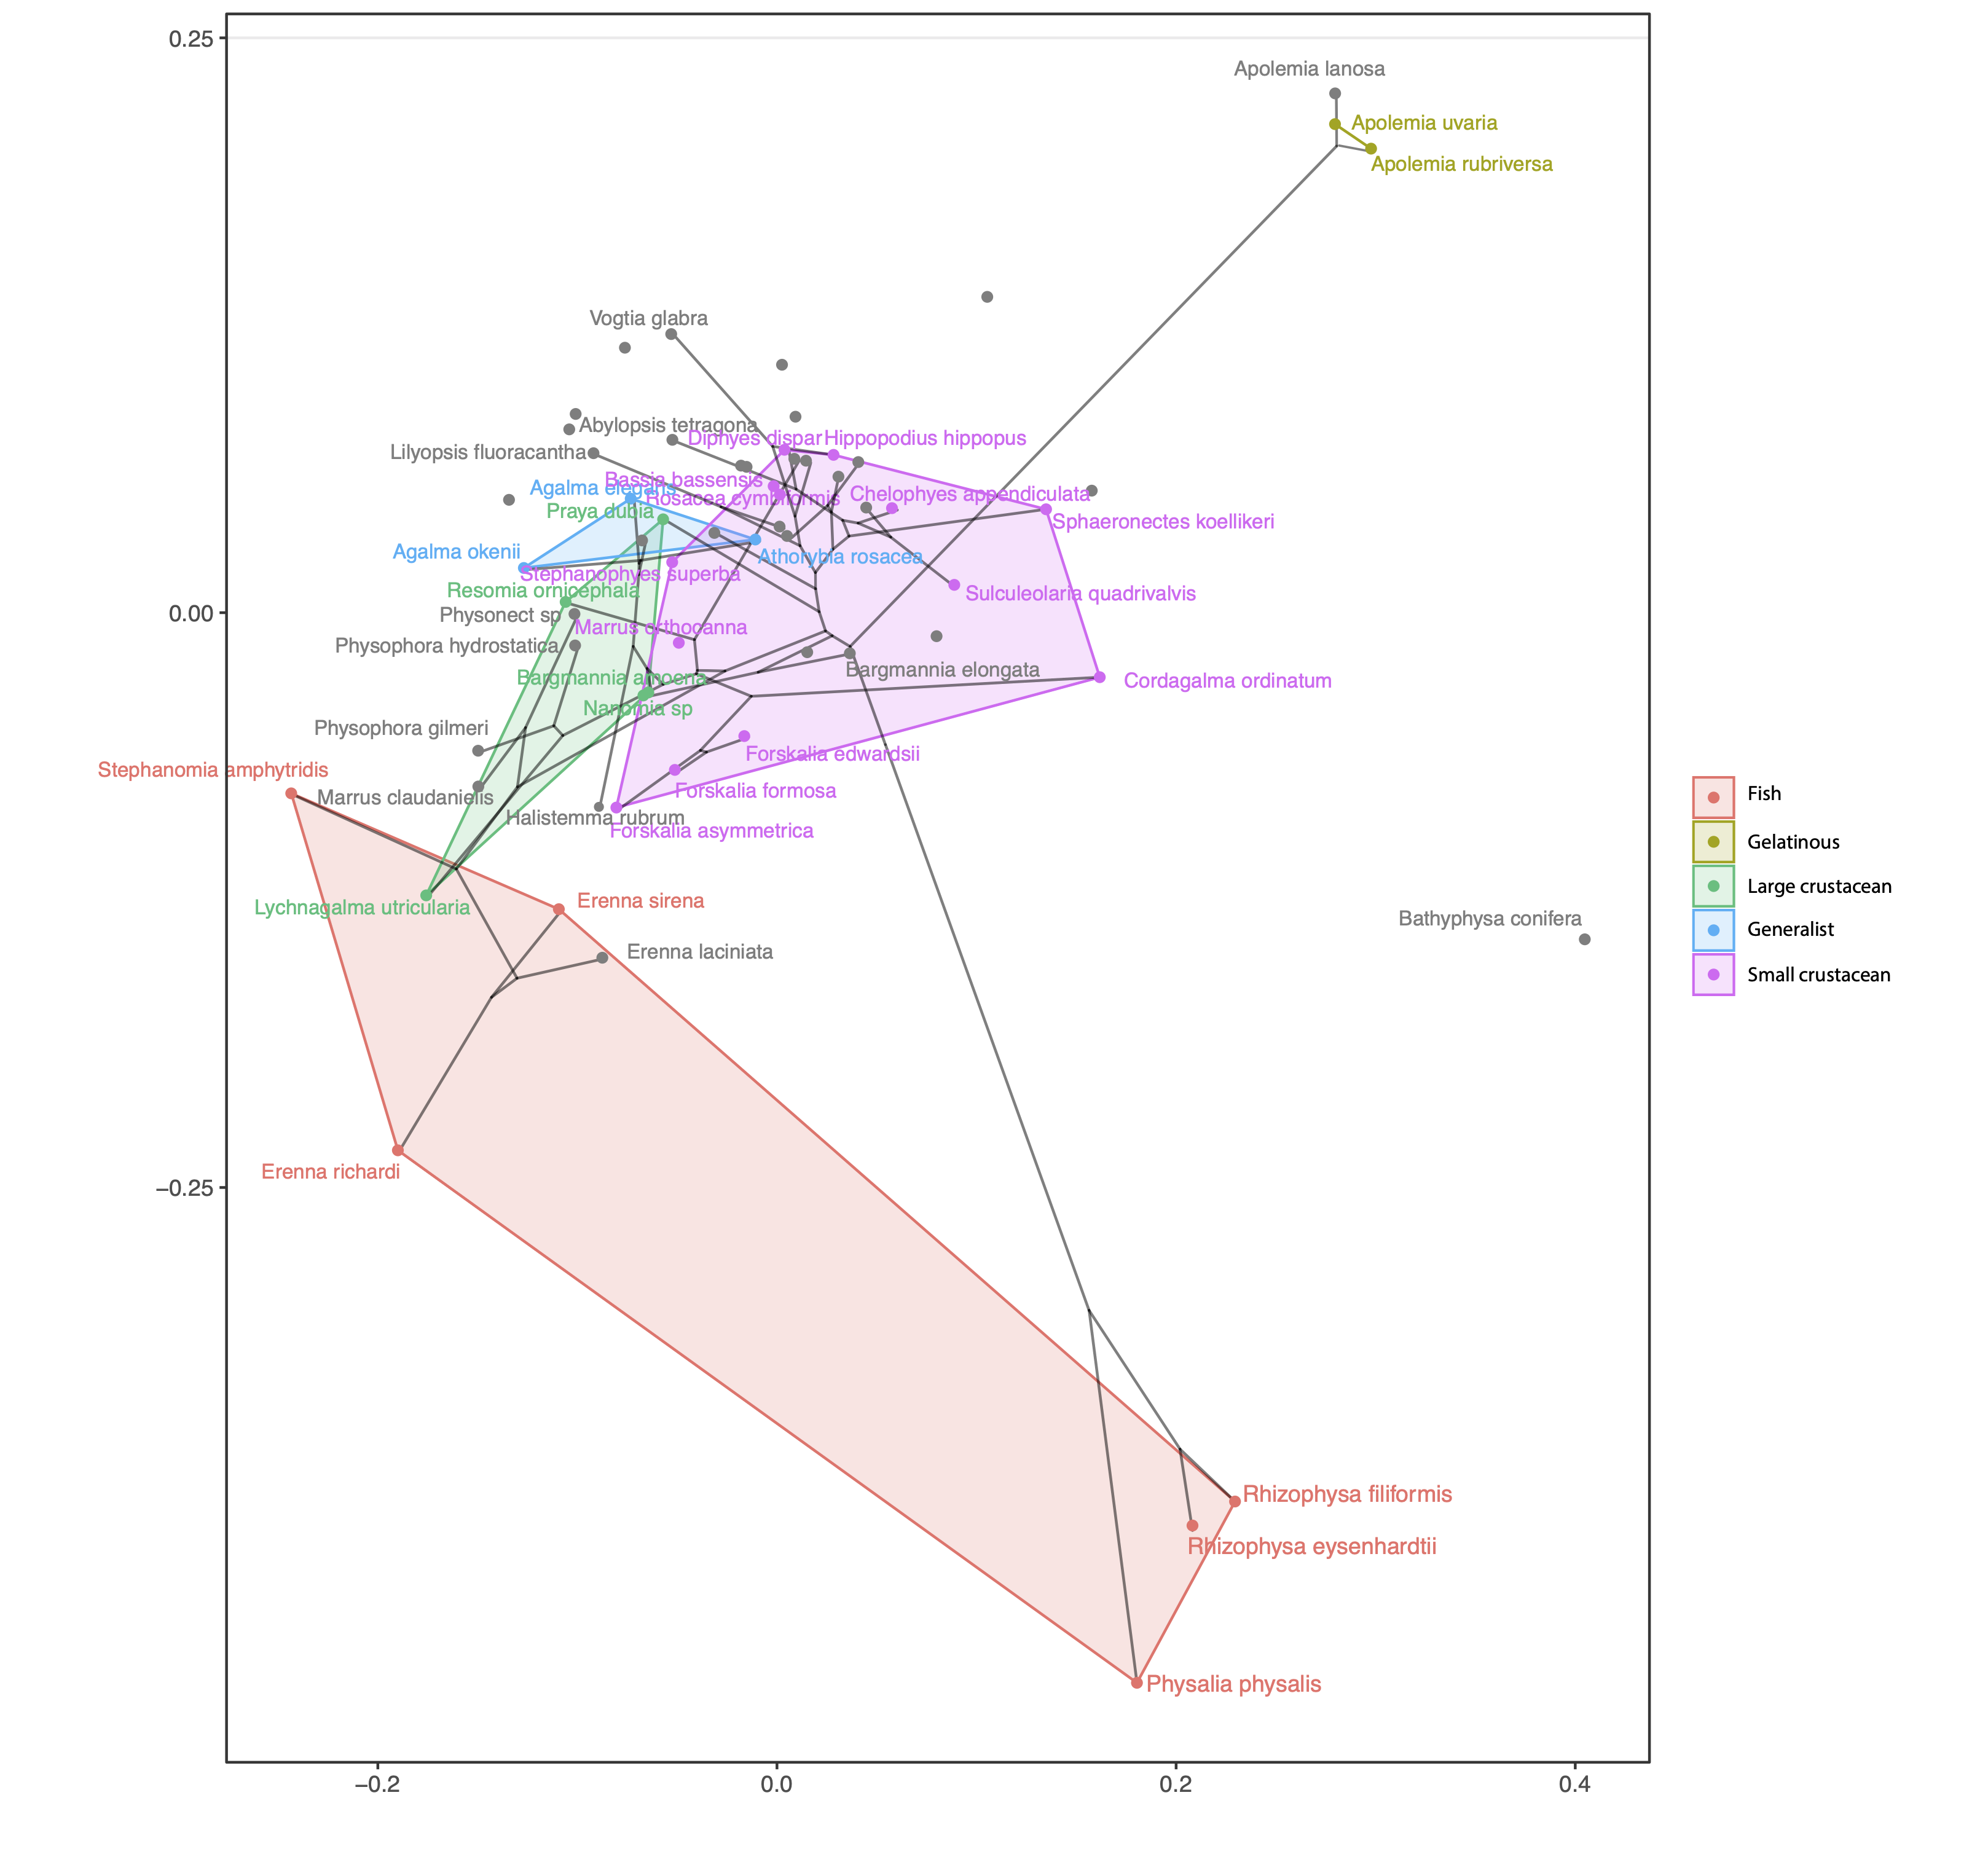 0.25
Apolemia lanosa
Apolemia uvaria
Apolemia rubriversa
Vogtia glabra
Abylopsis tetragona
Diphyes dispar
Hippopodius hippopus
Lilyopsis fluoracantha
Bassia bassensis
Agalma elegans
Rosacea cymbiformis
Chelophyes appendiculata
Praya dubia
Sphaeronectes koellikeri
Agalma okenii
Athorybia rosacea
Stephanophyes superba
Resomia ornicephala
Sulculeolaria quadrivalvis
0.00
Physonect sp
Marrus orthocanna
Physophora hydrostatica
Bargmannia elongata
Bargmannia amoena
Cordagalma ordinatum
Nanomia sp
Physophora gilmeri
Forskalia edwardsii
Stephanomia amphytridis
Forskalia formosa
Marrus claudanielis
Halistemma rubrum
Forskalia asymmetrica
Fish
Gelatinous
Large crustacean
Generalist
Small crustacean
Lychnagalma utricularia
Erenna sirena
Bathyphysa conifera
Erenna laciniata
Erenna richardi
−0.25
Rhizophysa filiformis
Rhizophysa eysenhardtii
Physalia physalis
−0.2
0.0
0.2
0.4